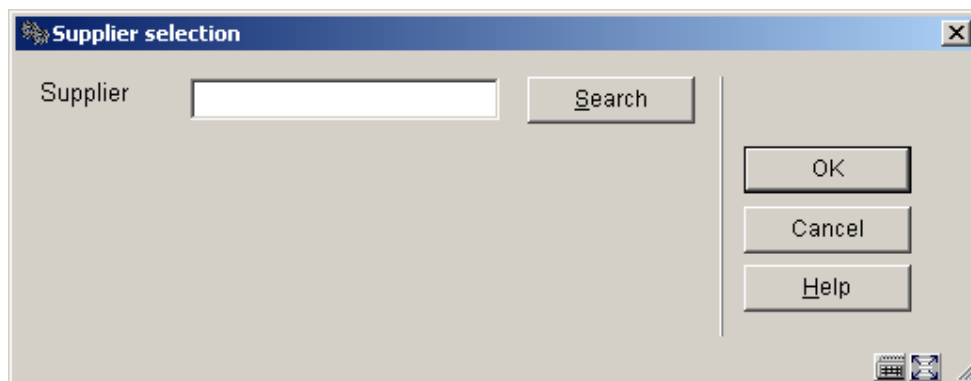 Supplier selection
Supplier
Search
OK
Cancel
Help